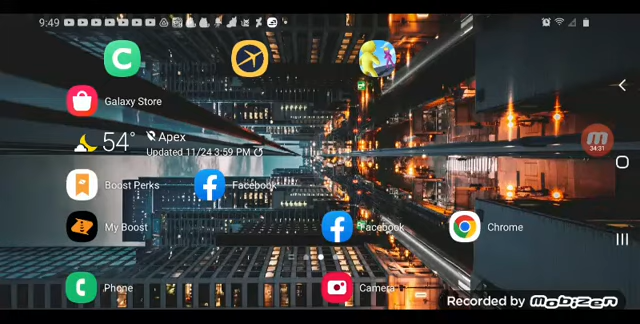 9:49
Galaxy Store
54° Apex
Updated 11/24 3:59 PM
Boost Perks
Facebook
My Boost
Facebook
Chrome
Phone
Camera
34:31
Recorded by Mobizen